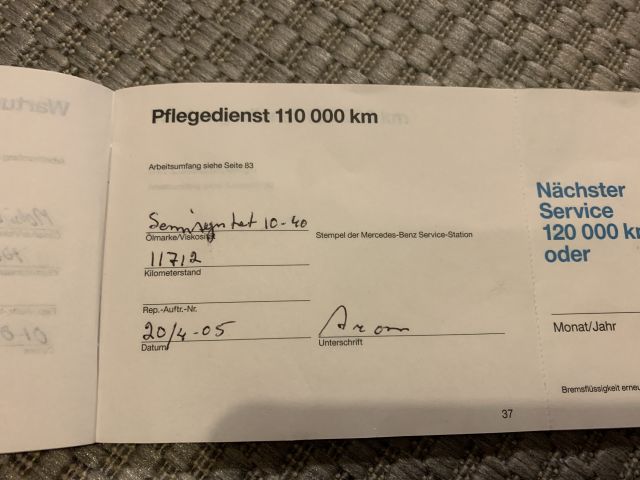 Pflegedienst 110 000 km
Arbeitsumfang siehe Seite 83
Semisyntet 10-40
Ölmarke/Viskosität
Stempel der Mercedes-Benz Service-Station
11712
Kilometerstand
Rep.-Auftr.-Nr.
20/4-05
Datum
Unterschrift
37
Nächster
Service
120 000 km
oder
Monat/Jahr
Bremsflüssigkeit erneu